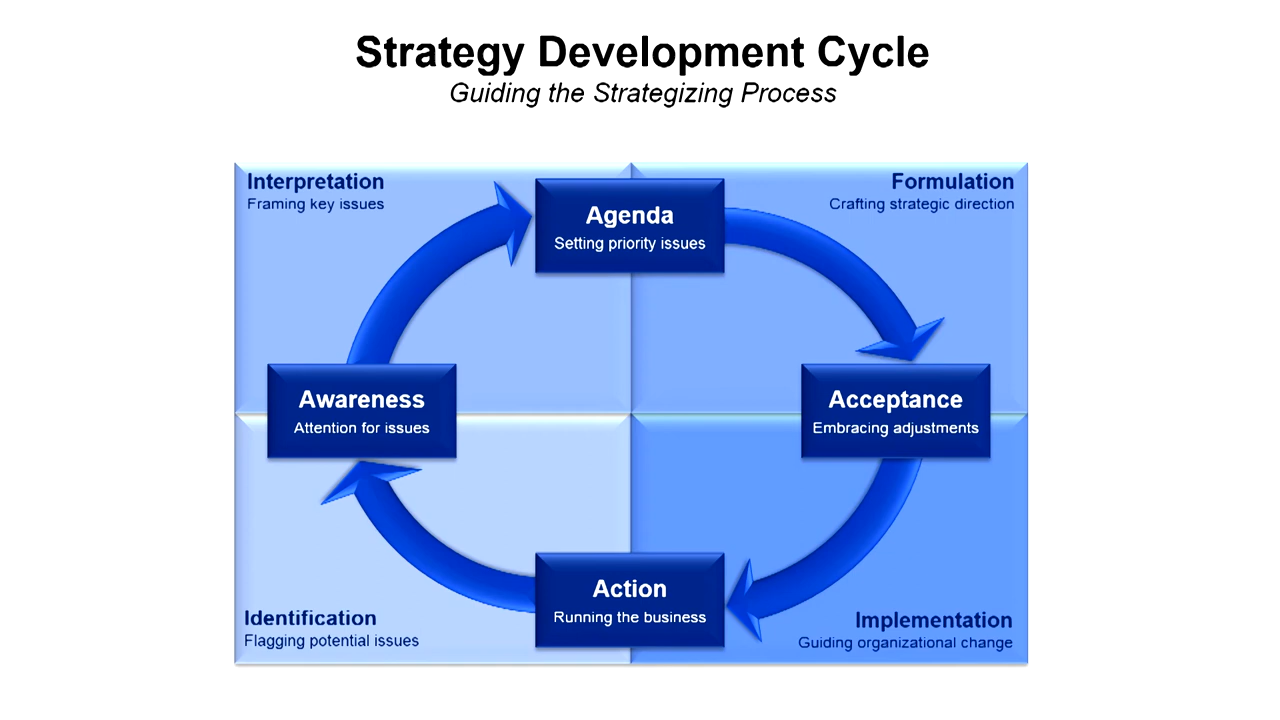 Strategy Development Cycle
Guiding the Strategizing Process
Interpretation
Framing key issues
Agenda
Setting priority issues
Formulation
Crafting strategic direction
Awareness
Attention for issues
Acceptance
Embracing adjustments
Identification
Flagging potential issues
Action
Running the business
Implementation
Guiding organizational change